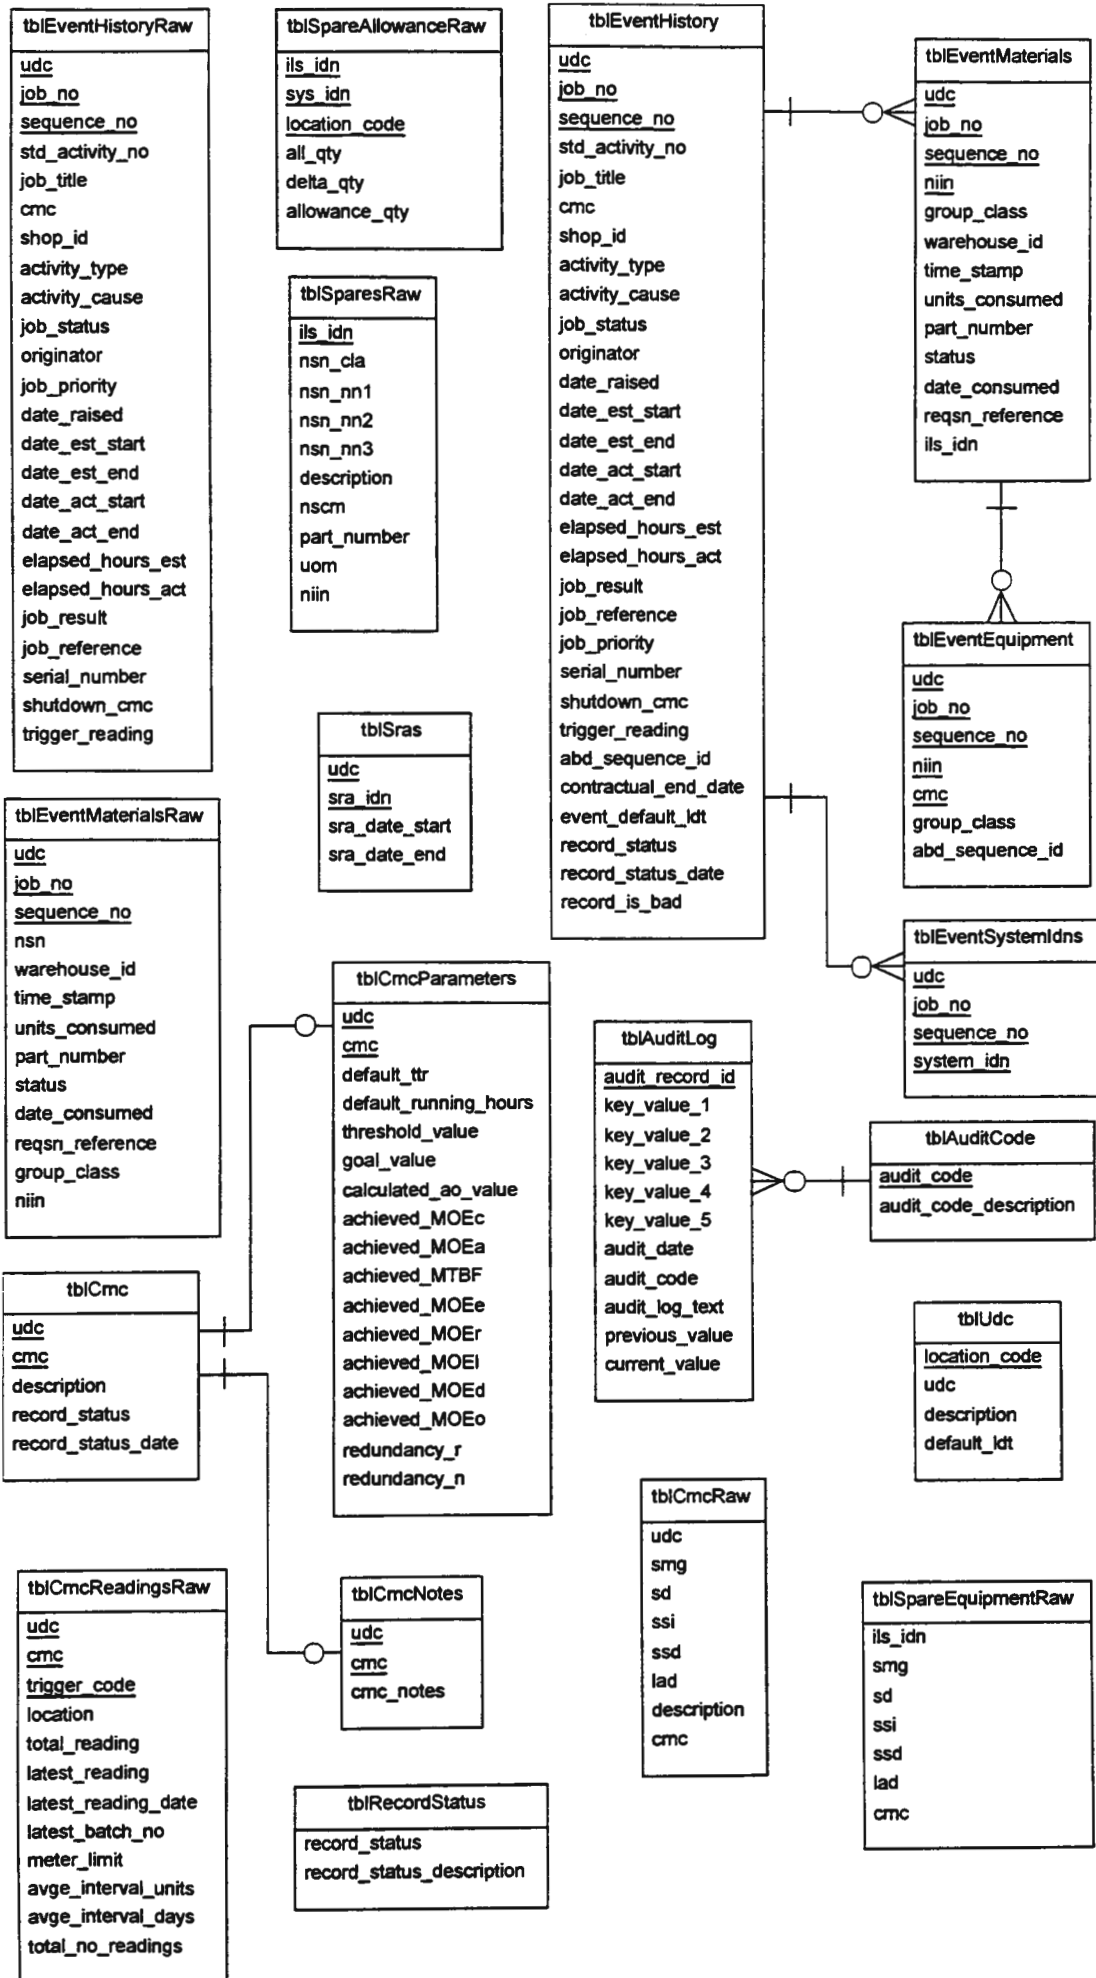 tblEventHistoryRaw
udc
job_no
sequence_no
std_activity_no
job_title
cmc
shop_id
activity_type
activity_cause
job_status
originator
job_priority
date_raised
date_est_start
date_est_end
date_act_start
date_act_end
elapsed_hours_est
elapsed_hours_act
job_result
job_reference
serial_number
shutdown_cmc
trigger_reading
tblSpareAllowanceRaw
ils_idn
sys_idn
location_code
all_qty
delta_qty
allowance_qty
tblSparesRaw
ils_idn
nsn_cla
nsn_nn1
nsn_nn2
nsn_nn3
description
nscm
part_number
uom
niin
tblSras
udc
sra_idn
sra_date_start
sra_date_end
tblEventHistory
udc
job_no
sequence_no
std_activity_no
job_title
cmc
shop_id
activity_type
activity_cause
job_status
originator
date_raised
date_est_start
date_est_end
date_act_start
date_act_end
elapsed_hours_est
elapsed_hours_act
job_result
job_reference
job_priority
serial_number
shutdown_cmc
trigger_reading
abd_sequence_id
contractual_end_date
event_default_ldt
record_status
record_status_date
record_is_bad
tblEventMaterials
udc
job_no
sequence_no
niin
group_class
warehouse_id
time_stamp
units_consumed
part_number
status
date_consumed
reqsn_reference
ils_idn
tblEventEquipment
udc
job_no
sequence_no
niin
cmc
group_class
abd_sequence_id
tblEventSystemIdns
udc
job_no
sequence_no
system_idn
tblEventMaterialsRaw
udc
job_no
sequence_no
nsn
warehouse_id
time_stamp
units_consumed
part_number
status
date_consumed
reqsn_reference
group_class
niin
tblCmcParameters
udc
cmc
default_ttr
default_running_hours
threshold_value
goal_value
calculated_ao_value
achieved_MOEc
achieved_MOEa
achieved_MTBF
achieved_MOEe
achieved_MOEr
achieved_MOEl
achieved_MOEd
achieved_MOEo
redundancy_r
redundancy_n
tblAuditLog
audit_record_id
key_value_1
key_value_2
key_value_3
key_value_4
key_value_5
audit_date
audit_code
audit_log_text
previous_value
current_value
tblAuditCode
audit_code
audit_code_description
tblCmc
udc
cmc
description
record_status
record_status_date
tblUdc
location_code
udc
description
default_ldt
tblCmcReadingsRaw
udc
cmc
trigger_code
location
total_reading
latest_reading
latest_reading_date
latest_batch_no
meter_limit
avge_interval_units
avge_interval_days
total_no_readings
tblCmcNotes
udc
cmc
cmc_notes
tblRecordStatus
record_status
record_status_description
tblCmcRaw
udc
smg
sd
ssi
ssd
lad
description
cmc
tblSpareEquipmentRaw
ils_idn
smg
sd
ssi
ssd
lad
cmc